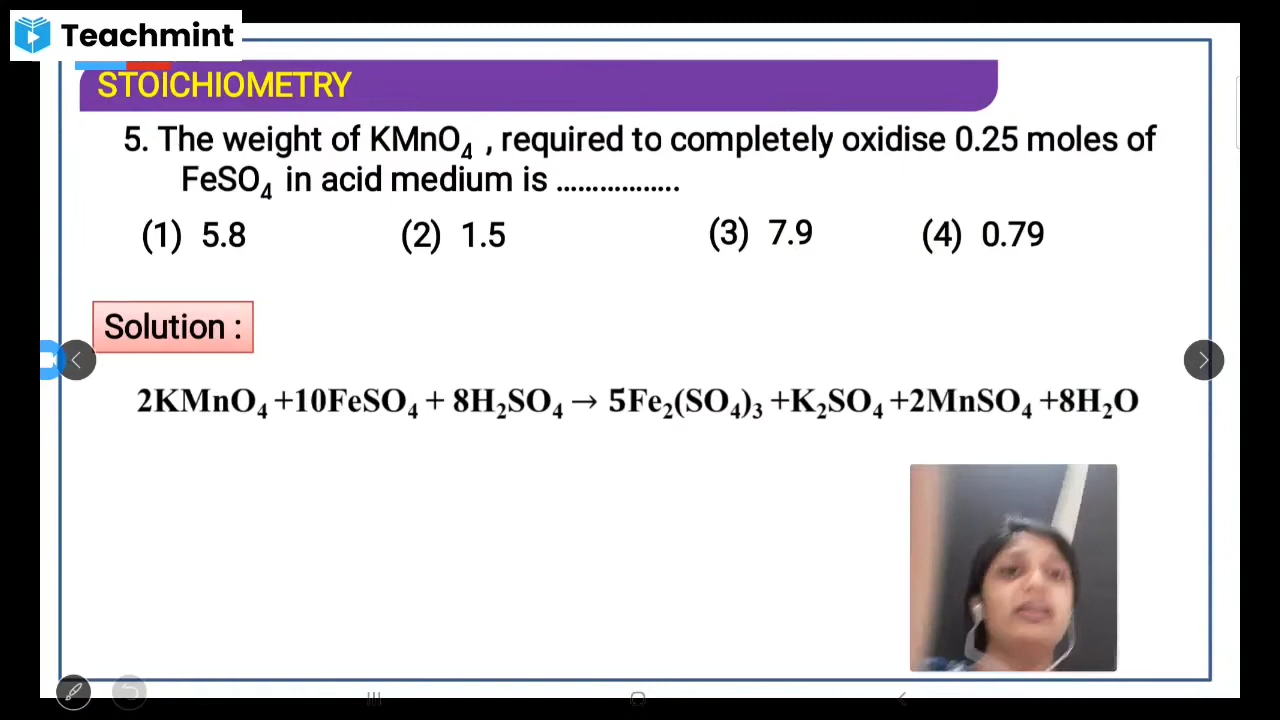 Teachmint
STOICHIOMETRY
5. The weight of KMnO₄ , required to completely oxidise 0.25 moles of
FeSO₄ in acid medium is ................
(1) 5.8 (2) 1.5 (3) 7.9 (4) 0.79
Solution :
2KMnO₄ +10FeSO₄ + 8H₂SO₄ → 5Fe₂(SO₄)₃ +K₂SO₄ +2MnSO₄ +8H₂O